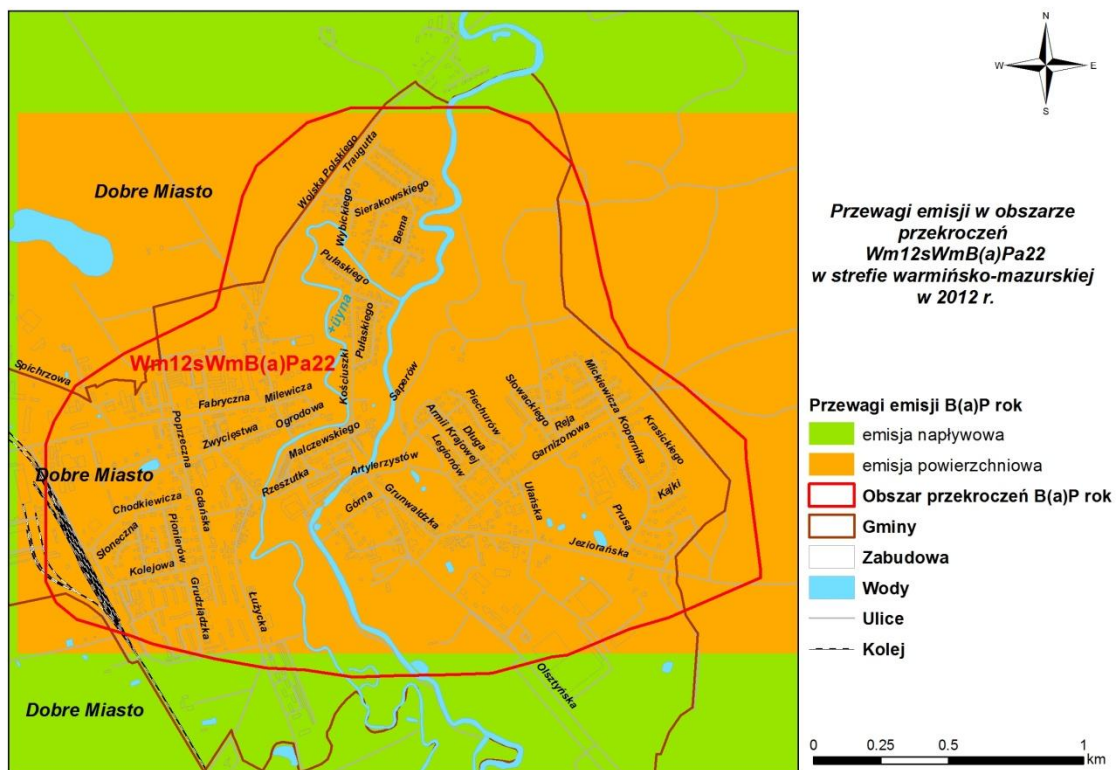 N
W E
S
Przewagi emisji w obszarze
przekroczeń
Wm12sWmB(a)Pa22
w strefie warmińsko-mazurskiej
w 2012 r.
Przewagi emisji B(a)P rok
emisja napływowa
emisja powierzchniowa
Obszar przekroczeń B(a)P rok
Gminy
Zabudowa
Wody
Ulice
Kolej
0 0.25 0.5 1
km
Dobre Miasto
Wojska Polskiego
Traugutta
Sierakowskiego
Wybickiego
Bema
Pułaskiego
+uyna
Pułaskiego
Kościuszki
Wm12sWmB(a)Pa22
Spichrzowa
Saperów
Fabryczna
Milewicza
Ogrodowa
Zwycięstwa
Poprzeczna
Malczewskiego
Rzeszutka
Artylerzystów
Armii Krajowej
Legionów
Długa
Piechurów
Słowackiego
Reja
Garnizonowa
Mickiewicza
Kopernika
Krasickiego
Kajki
Prusa
Ułańska
Jeziorańska
Górna
Grunwaldzka
Dobre Miasto
Chodkiewicza
Gdańska
Pionierów
Słoneczna
Kolejowa
Grudziądzka
Łużycka
Olsztyńska
Dobre Miasto